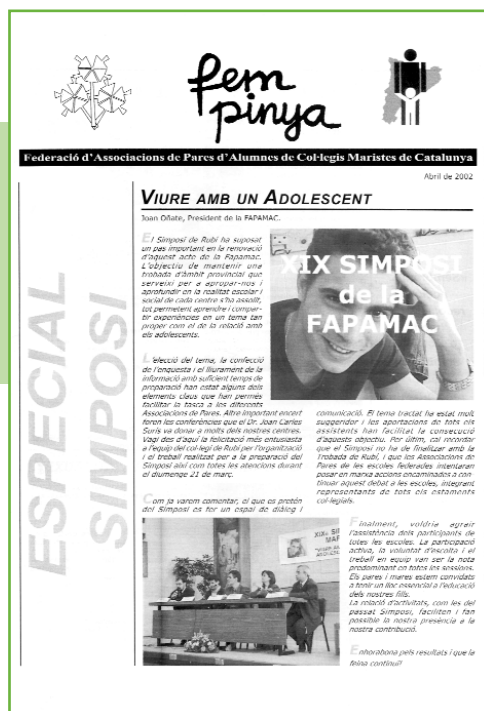 fem
pinya
Federació d'Associacions de Pares d'Alumnes de Col·legis Maristes de Catalunya
Abril de 2002
ESPECIAL
SIMPOSI
VIURE AMB UN ADOLESCENT
Joan Oñate, President de la FAPAMAC.
El Simposi de Rubí ha suposat
un pas important en la renovació
d'aquest acte de la Fapamac.
L'objectiu de mantenir una
trobada d'àmbit provincial que
serveixi per a apropar-nos i
aprofundir en la realitat escolar i
social de cada centre s'ha assolit,
tot permetent aprendre i compar-
tir experiències en un tema tan
proper com el de la relació amb
els adolescents.
XIX SIMPOSI
de la
FAPAMAC
L'elecció del tema, la confecció
de l'enquesta i el lliurament de la
informació amb suficient temps de
preparació han estat alguns dels
elements claus que han permès
facilitar la tasca a les diferents
Associacions de Pares. Altre important encert
foren les conferències que el Dr. Joan Carles
Surís va donar a molts dels nostres centres.
Vagi des d'aquí la felicitació més entusiasta
a l'equip del col·legi de Rubí per l'organització
i el treball realitzat per a la preparació del
Simposi així com totes les atencions durant
el diumenge 21 de març.
Com ja varem comentar, el que es pretén
del Simposi és fer un espai de diàleg i
comunicació. El tema tractat ha estat molt
suggeridor i les aportacions de tots els
assistents han facilitat la consecució
d'aquests objectiu. Per últim, cal recordar
que el Simposi no ha de finalitzar amb la
Trobada de Rubí, i que les Associacions de
Pares de les escoles federades intentaran
posar en marxa accions encaminades a con-
tinuar aquest debat a les escoles, integrant
representants de tots els estaments
col·legials.
XIXè SIM
Finalment, voldria agrair
l'assistència dels participants de
totes les escoles. La participació
activa, la voluntat d'escolta i el
treball en equip van ser la nota
predominant en totes les sessions.
Els pares i mares estem convidats
a tenir un lloc essencial a l'educació
dels nostres fills.
La relació d'activitats, com les del
passat Simposi, faciliten i fan
possible la nostra presència a la
nostra contribució.
Enhorabona pels resultats i que la
feina continuï!